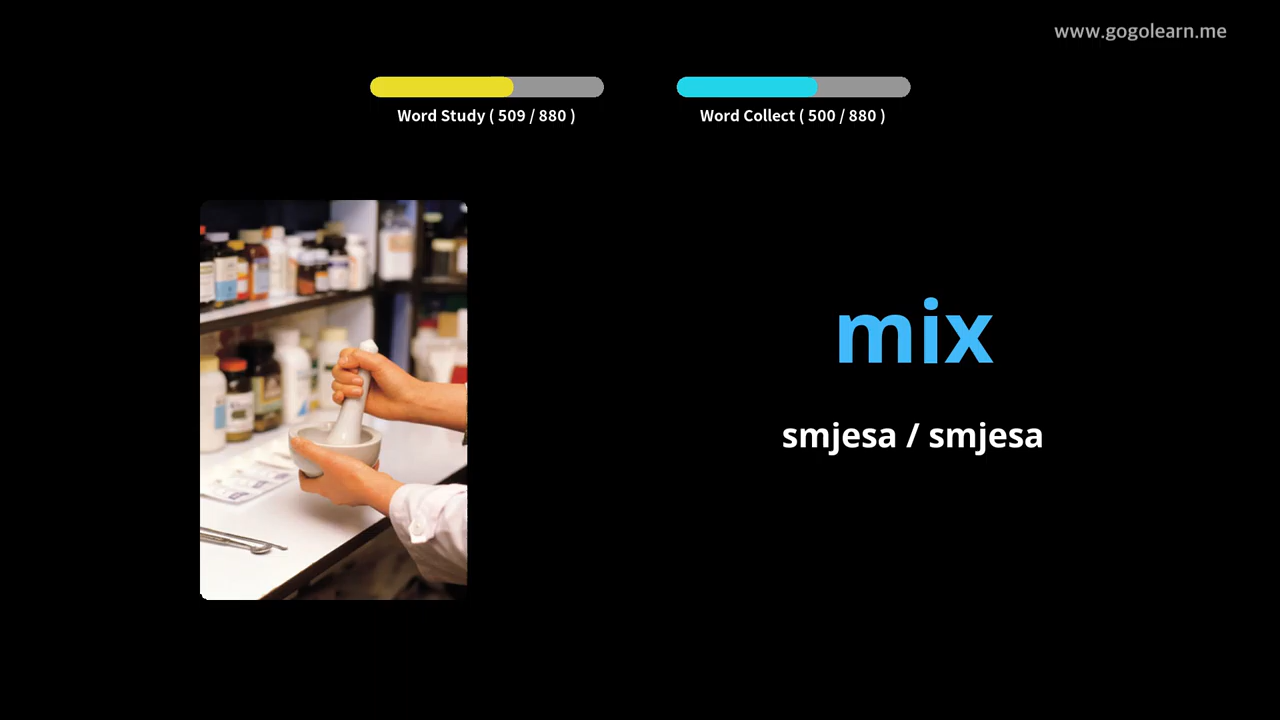 www.gogolearn.me
Word Study ( 509 / 880 )
Word Collect ( 500 / 880 )
mix
smjesa / smjesa